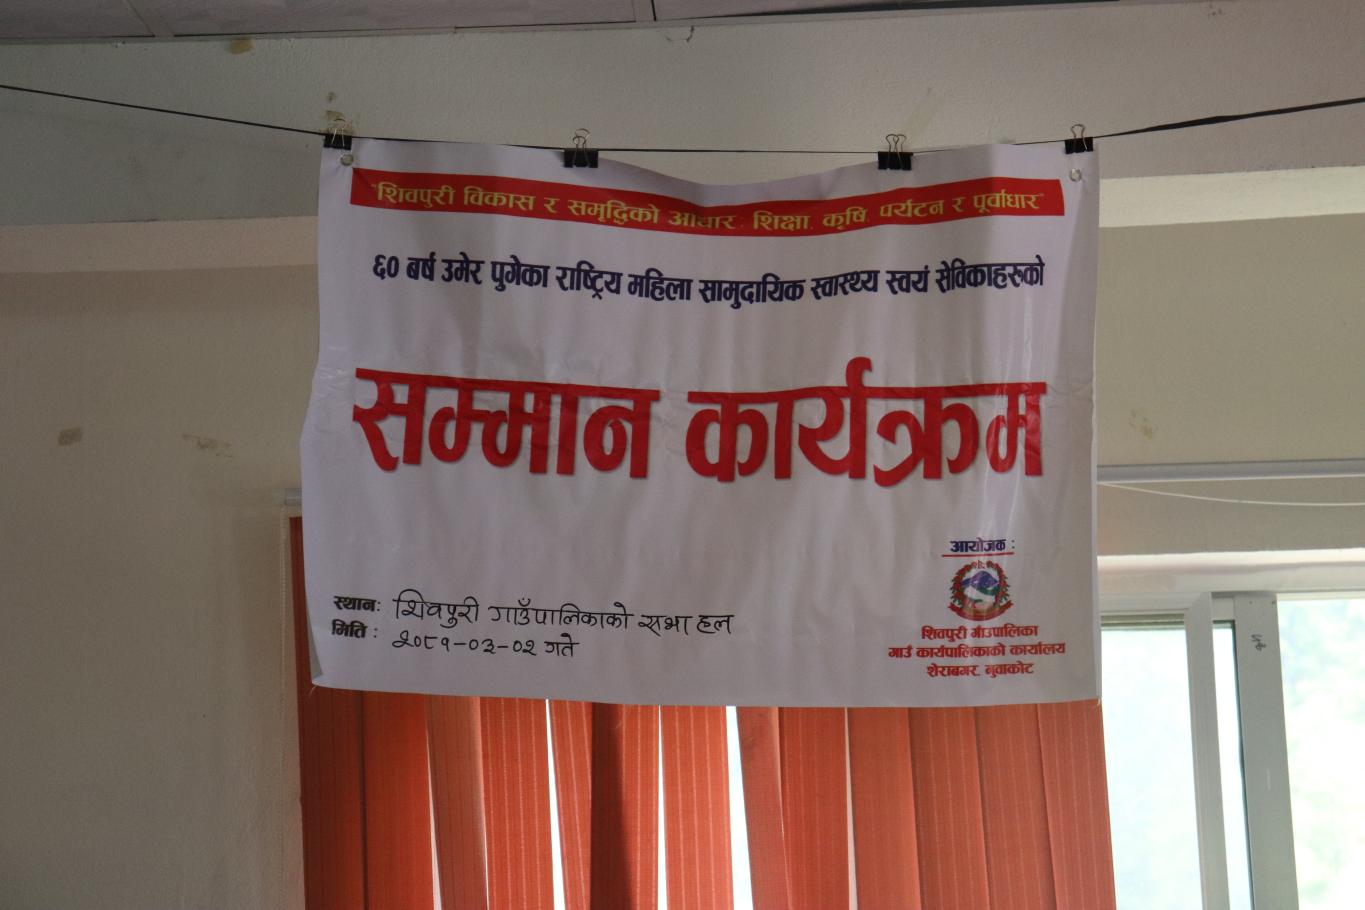 "शिवपुरी विकास र समृद्धिको आधार: शिक्षा, कृषि, पर्यटन र पूर्वाधार"
६० बर्ष उमेर पुगेका राष्ट्रिय महिला सामुदायिक स्वास्थ्य स्वयं सेविकाहरुको
सम्मान कार्यक्रम
स्थान: शिवपुरी गाउँपालिकाको सभा हल
मिति : २०८१-०३-०२ गते
आयोजक :
शिवपुरी गाँउपालिका
गाउँ कार्यपालिकाको कार्यालय
शेराबगर, नुवाकोट